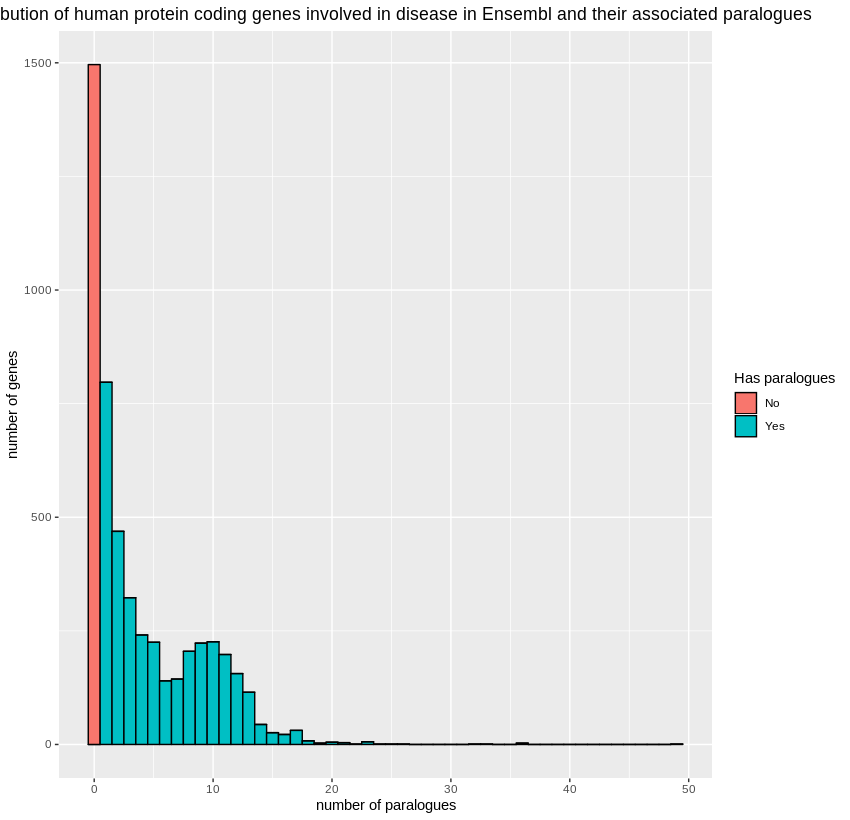 bution of human protein coding genes involved in disease in Ensembl and their associated paralogues
1500
1000
500
0
number of genes
0 10 20 30 40 50
number of paralogues
Has paralogues
No
Yes